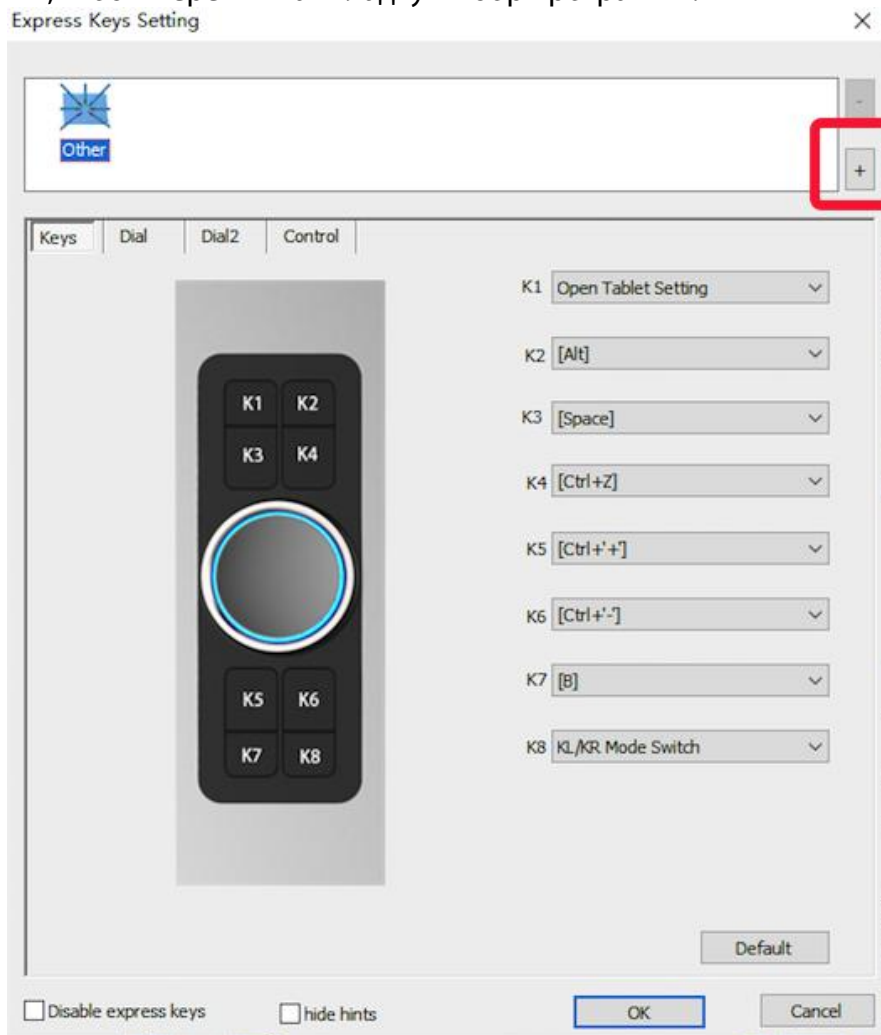 Express Keys Setting
Other
-
+
Keys Dial Dial2 Control
K1 Open Tablet Setting
K2 [Alt]
K1 K2
K3 [Space]
K3 K4
K4 [Ctrl+Z]
K5 [Ctrl+'+']
K6 [Ctrl+'-']
K7 [B]
K5 K6
K8 KL/KR Mode Switch
K7 K8
Default
Disable express keys hide hints OK Cancel